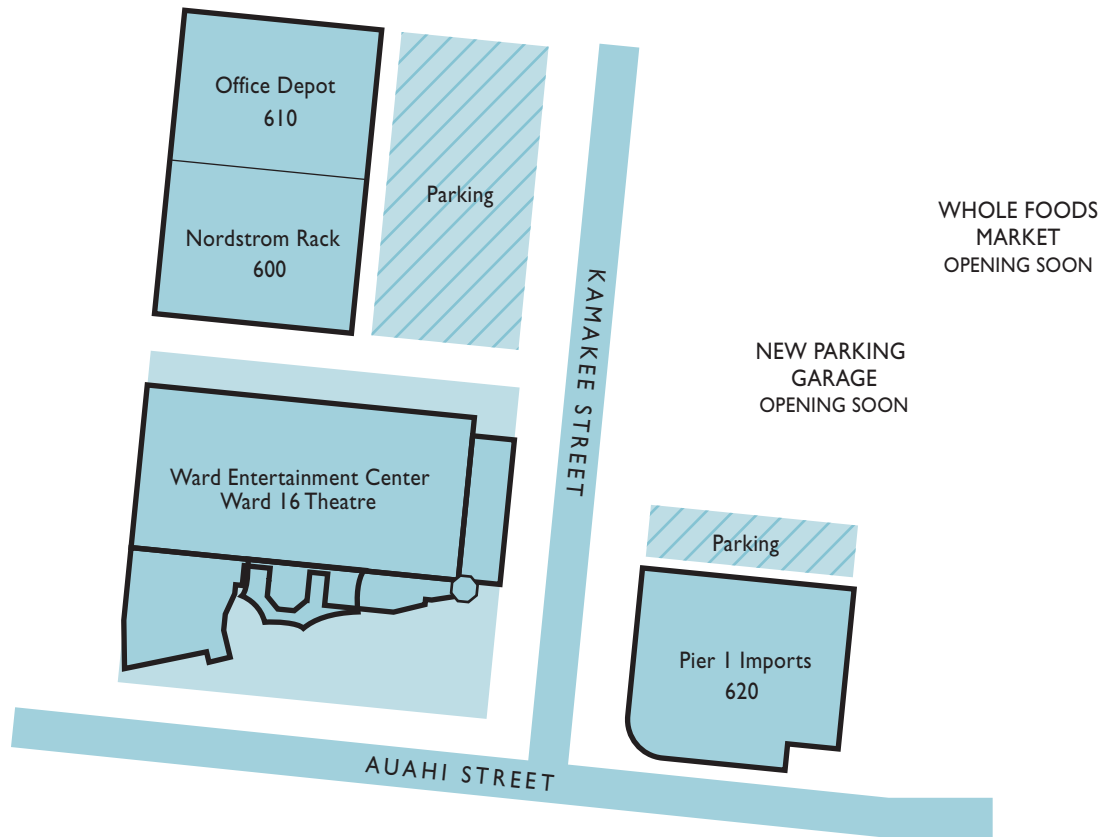 Office Depot
610
Parking
Nordstrom Rack
600
WHOLE FOODS
MARKET
OPENING SOON
KAMAKEE STREET
NEW PARKING
GARAGE
OPENING SOON
Ward Entertainment Center
Ward 16 Theatre
Parking
Pier 1 Imports
620
AUAHI STREET